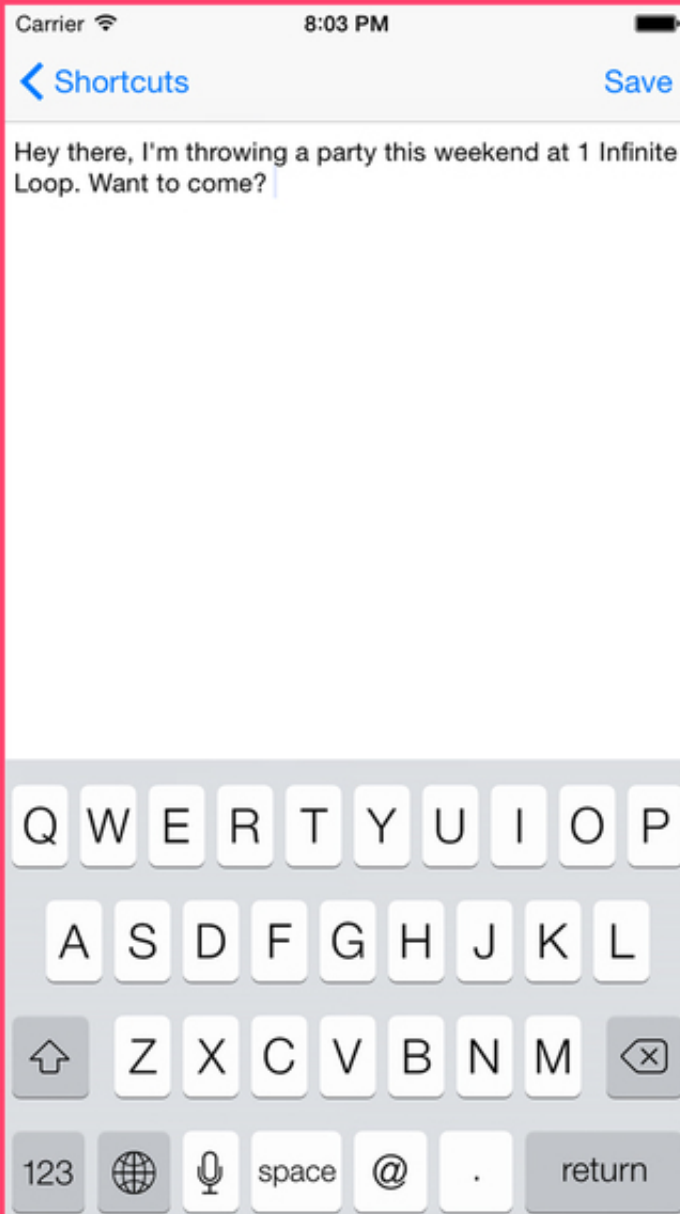 Carrier 8:03 PM
Shortcuts Save
Hey there, I'm throwing a party this weekend at 1 Infinite
Loop. Want to come?
Q W E R T Y U I O P
A S D F G H J K L
Z X C V B N M
123 space @ . return